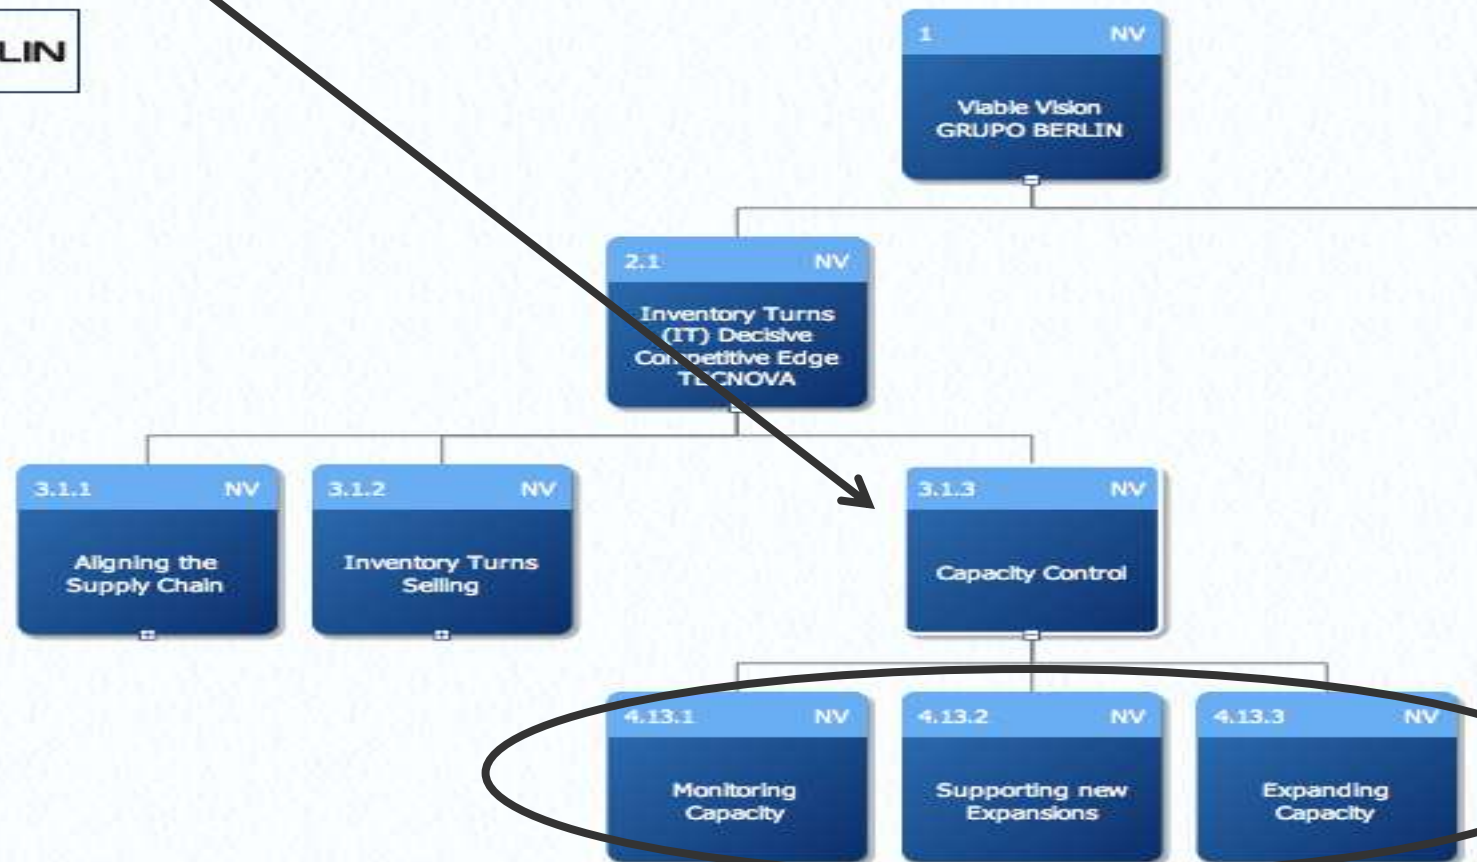 LIN
1 NV
Viable Vision
GRUPO BERLIN
2.1 NV
Inventory Turns
(IT) Decisive
Competitive Edge
TECNOVA
3.1.1 NV
Aligning the
Supply Chain
3.1.2 NV
Inventory Turns
Selling
3.1.3 NV
Capacity Control
4.13.1 NV
Monitoring
Capacity
4.13.2 NV
Supporting new
Expansions
4.13.3 NV
Expanding
Capacity